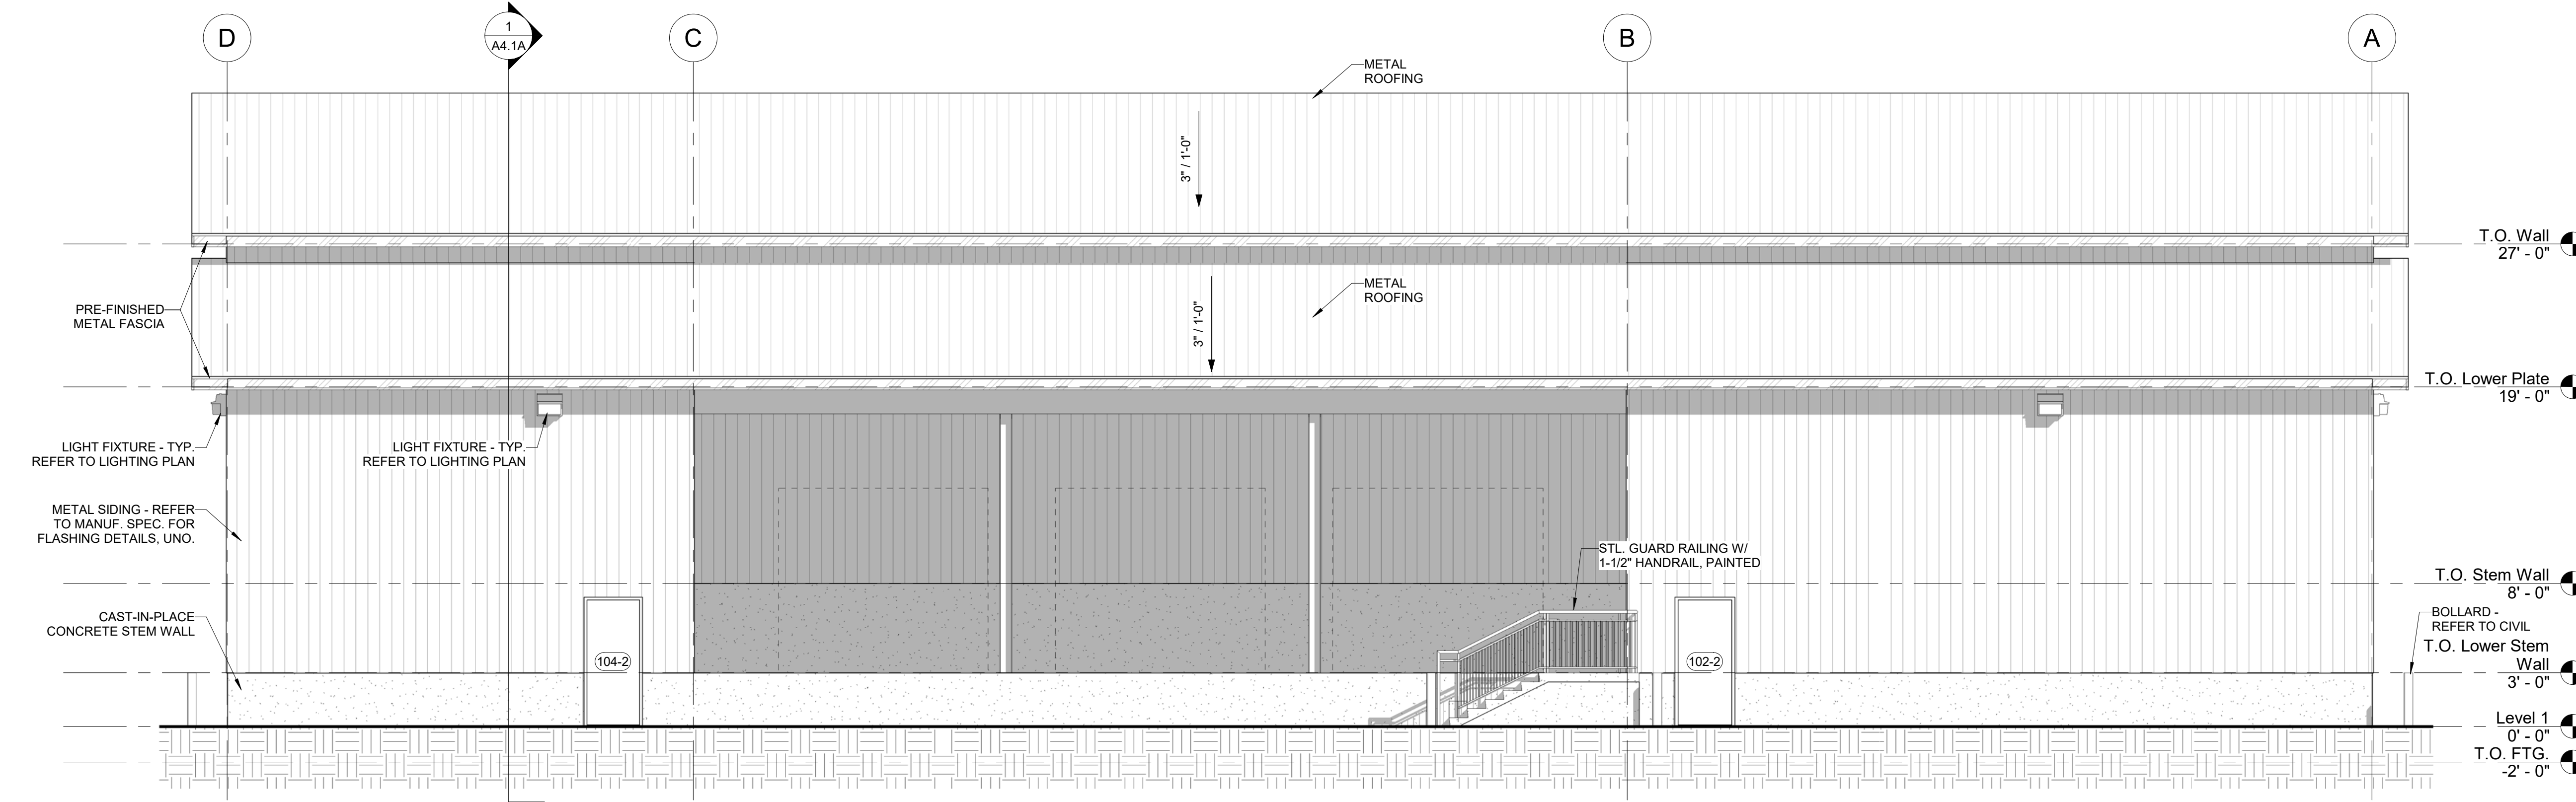 D
1
A4.1A
C
B
A
METAL
ROOFING
3" / 1'-0"
T.O. Wall
27' - 0"
METAL
ROOFING
3" / 1'-0"
PRE-FINISHED
METAL FASCIA
T.O. Lower Plate
19' - 0"
LIGHT FIXTURE - TYP.
REFER TO LIGHTING PLAN
LIGHT FIXTURE - TYP.
REFER TO LIGHTING PLAN
METAL SIDING - REFER
TO MANUF. SPEC. FOR
FLASHING DETAILS, UNO.
STL. GUARD RAILING W/
1-1/2" HANDRAIL, PAINTED
T.O. Stem Wall
8' - 0"
CAST-IN-PLACE
CONCRETE STEM WALL
BOLLARD -
REFER TO CIVIL
104-2
102-2
T.O. Lower Stem
Wall
3' - 0"
Level 1
0' - 0"
T.O. FTG.
-2' - 0"